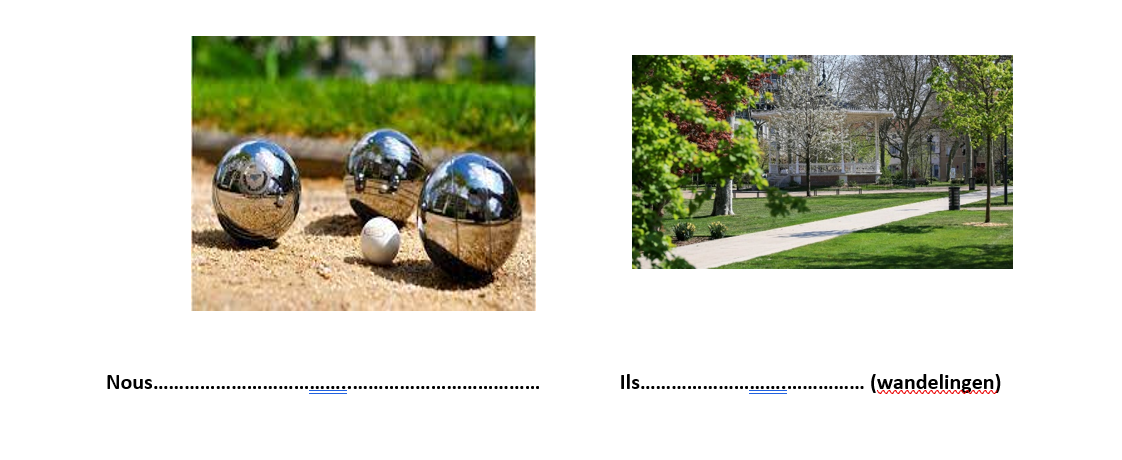 Nous……………………………………………………………
Ils………………………………… (wandelingen)